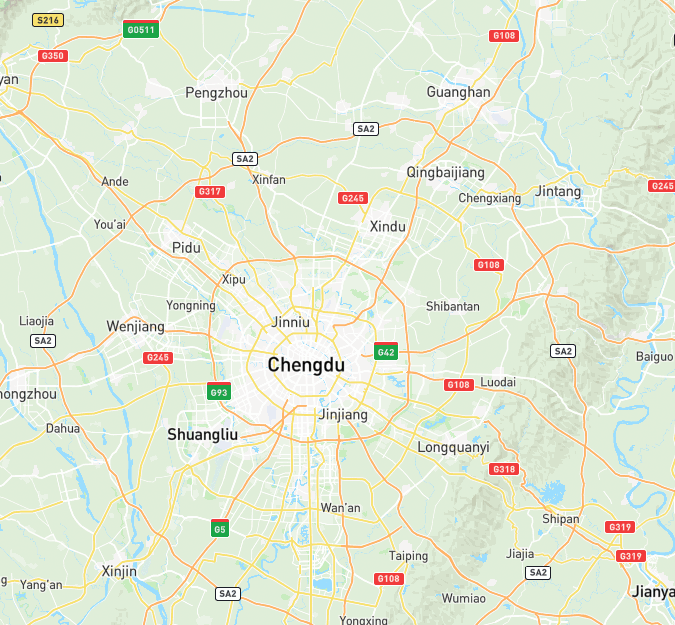 S216
G0511
G108
G350
yan
Pengzhou
Guanghan
SA2
SA2
Qingbaijiang
Ande
Xinfan
G317
G245
Chengxiang
Jintang
G245
You'ai
Xindu
Pidu
G108
Xipu
Yongning
Shibantan
Liaojia
Wenjiang
Jinniu
SA2
G42
SA2
Baiguo
G245
Chengdu
G93
G108
Luodai
hongzhou
Jinjiang
Dahua
Shuangliu
Longquanyi
G318
Wan'an
Shipan
G5
G319
Taiping
Jiajia
G319
Xinjin
SA2
G108
g
Yang'an
SA2
Wumiao
Jianya
Yongxing